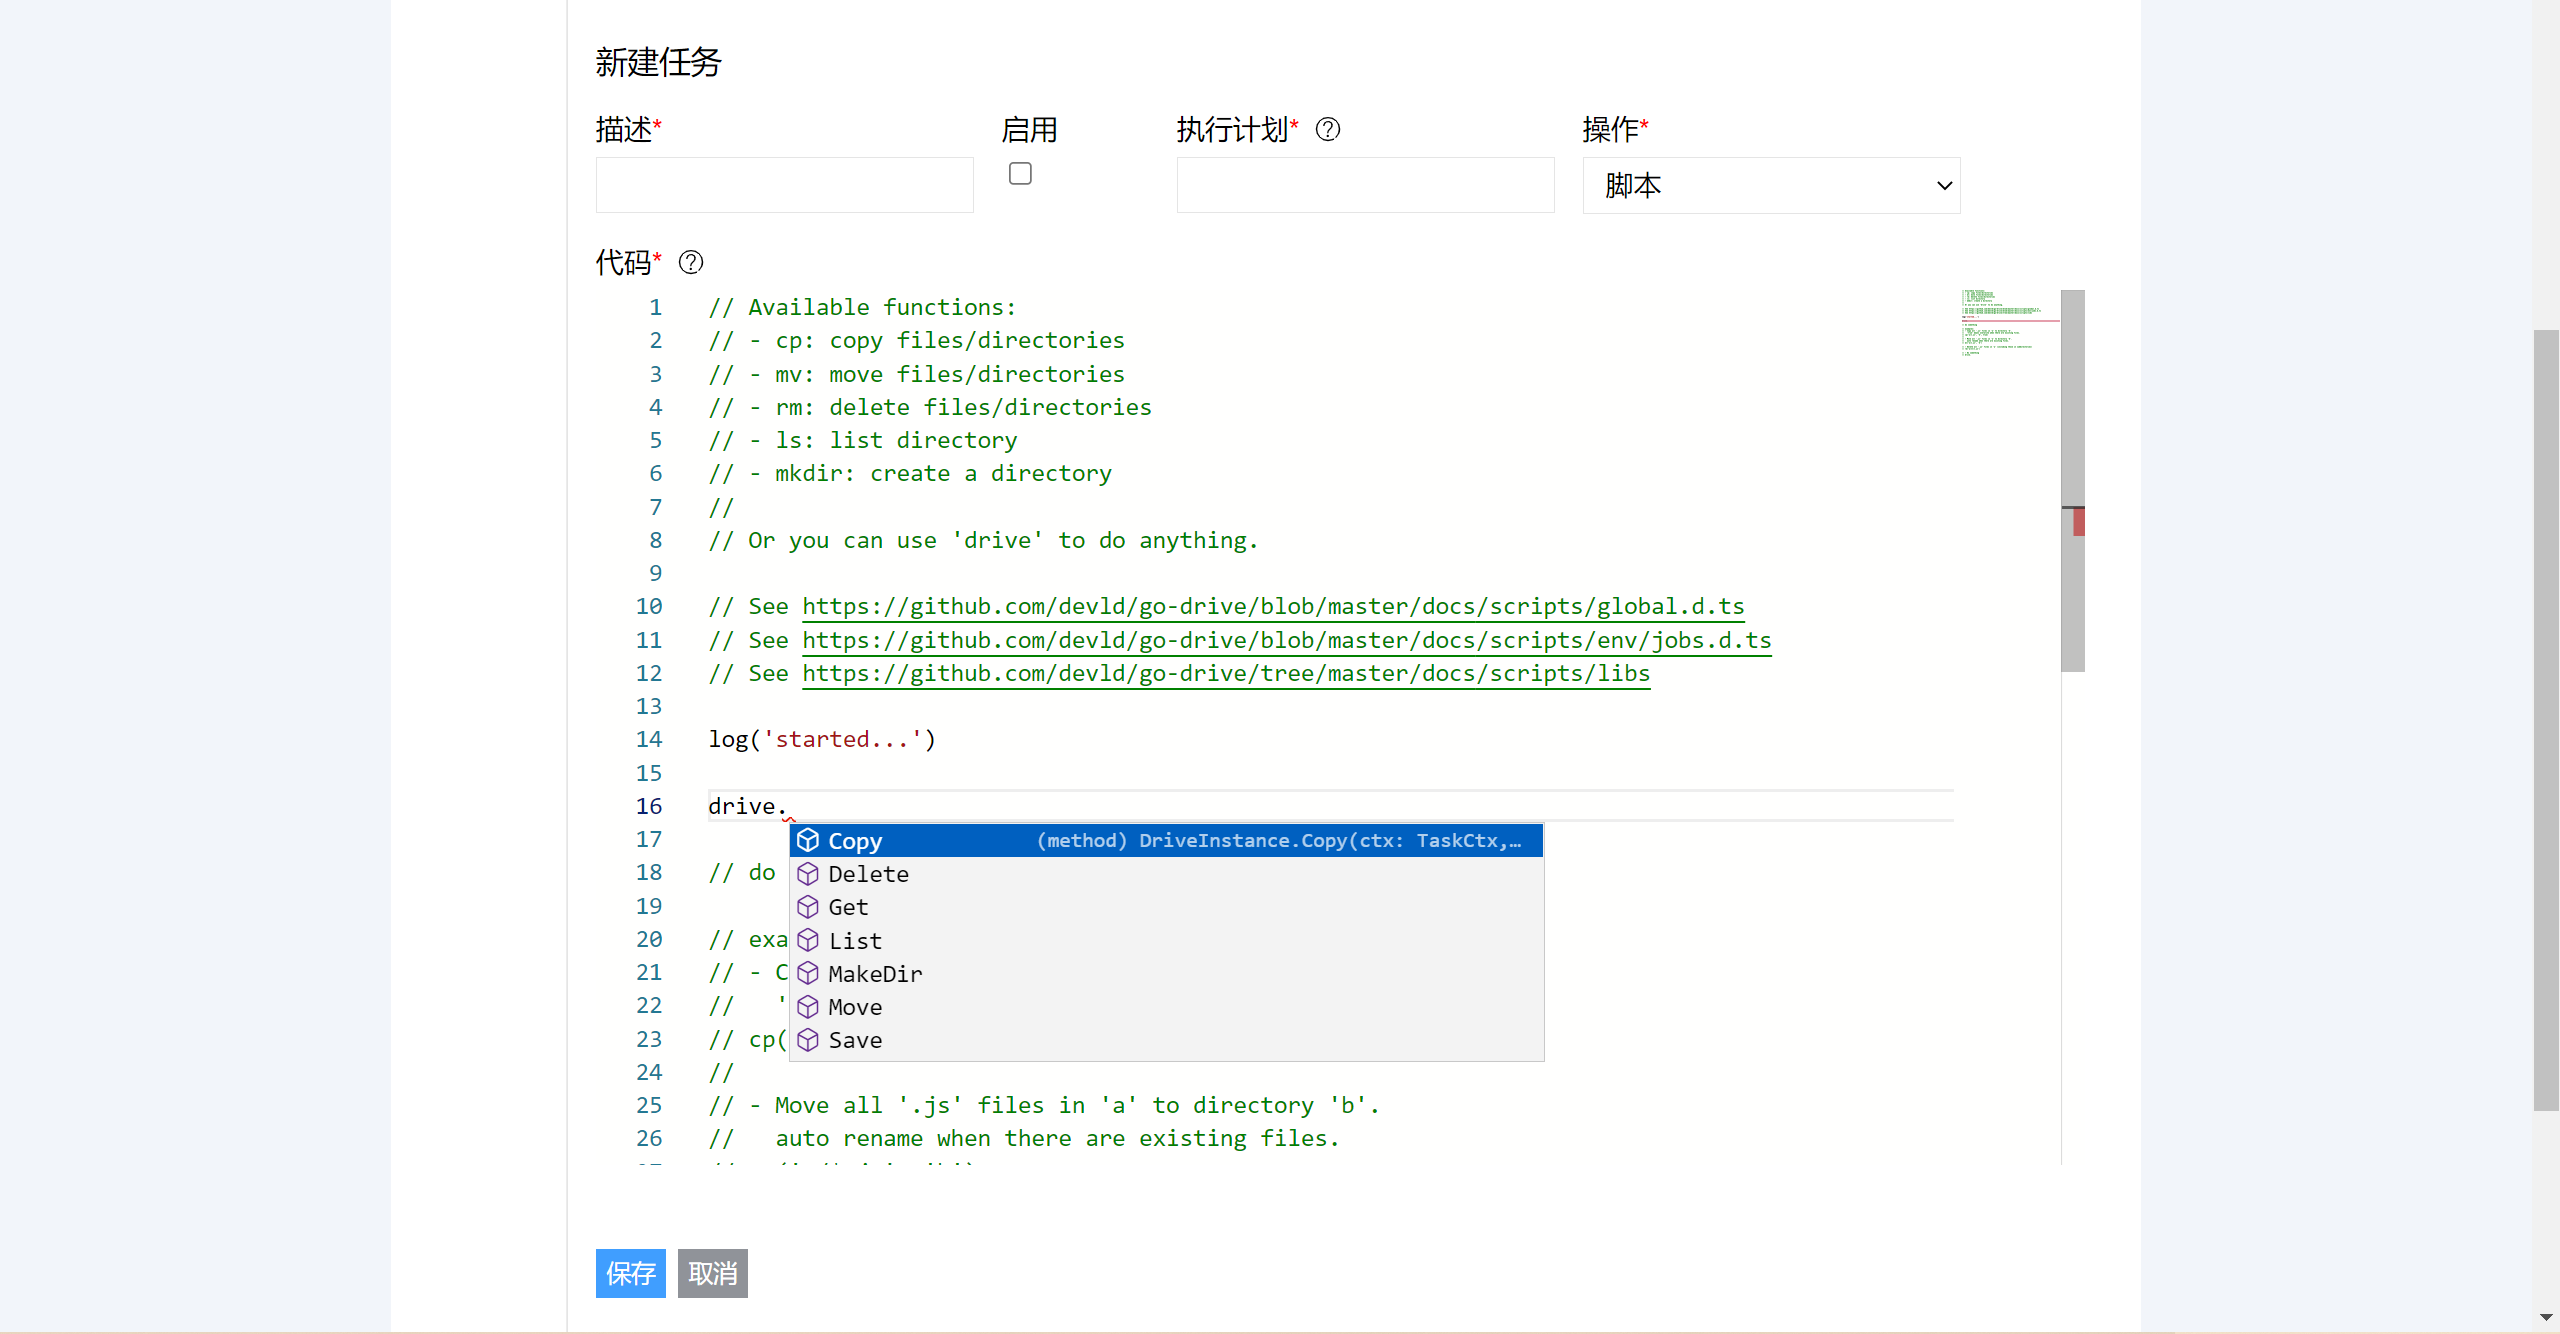 新建任务
描述*
启用
执行计划*
操作*
脚本
代码*
1 // Available functions:
2 // - cp: copy files/directories
3 // - mv: move files/directories
4 // - rm: delete files/directories
5 // - ls: list directory
6 // - mkdir: create a directory
7 //
8 // Or you can use 'drive' to do anything.
9
10 // See https://github.com/devld/go-drive/blob/master/docs/scripts/global.d.ts
11 // See https://github.com/devld/go-drive/blob/master/docs/scripts/env/jobs.d.ts
12 // See https://github.com/devld/go-drive/tree/master/docs/scripts/libs
13
14 log('started...')
15
16 drive.
17
Copy (method) DriveInstance.Copy(ctx: TaskCtx,…
18 // do
Delete
19
Get
20 // exa
List
21 // - C
MakeDir
22 // '
Move
23 // cp(
Save
24 //
25 // - Move all '.js' files in 'a' to directory 'b'.
26 // auto rename when there are existing files.
保存
取消